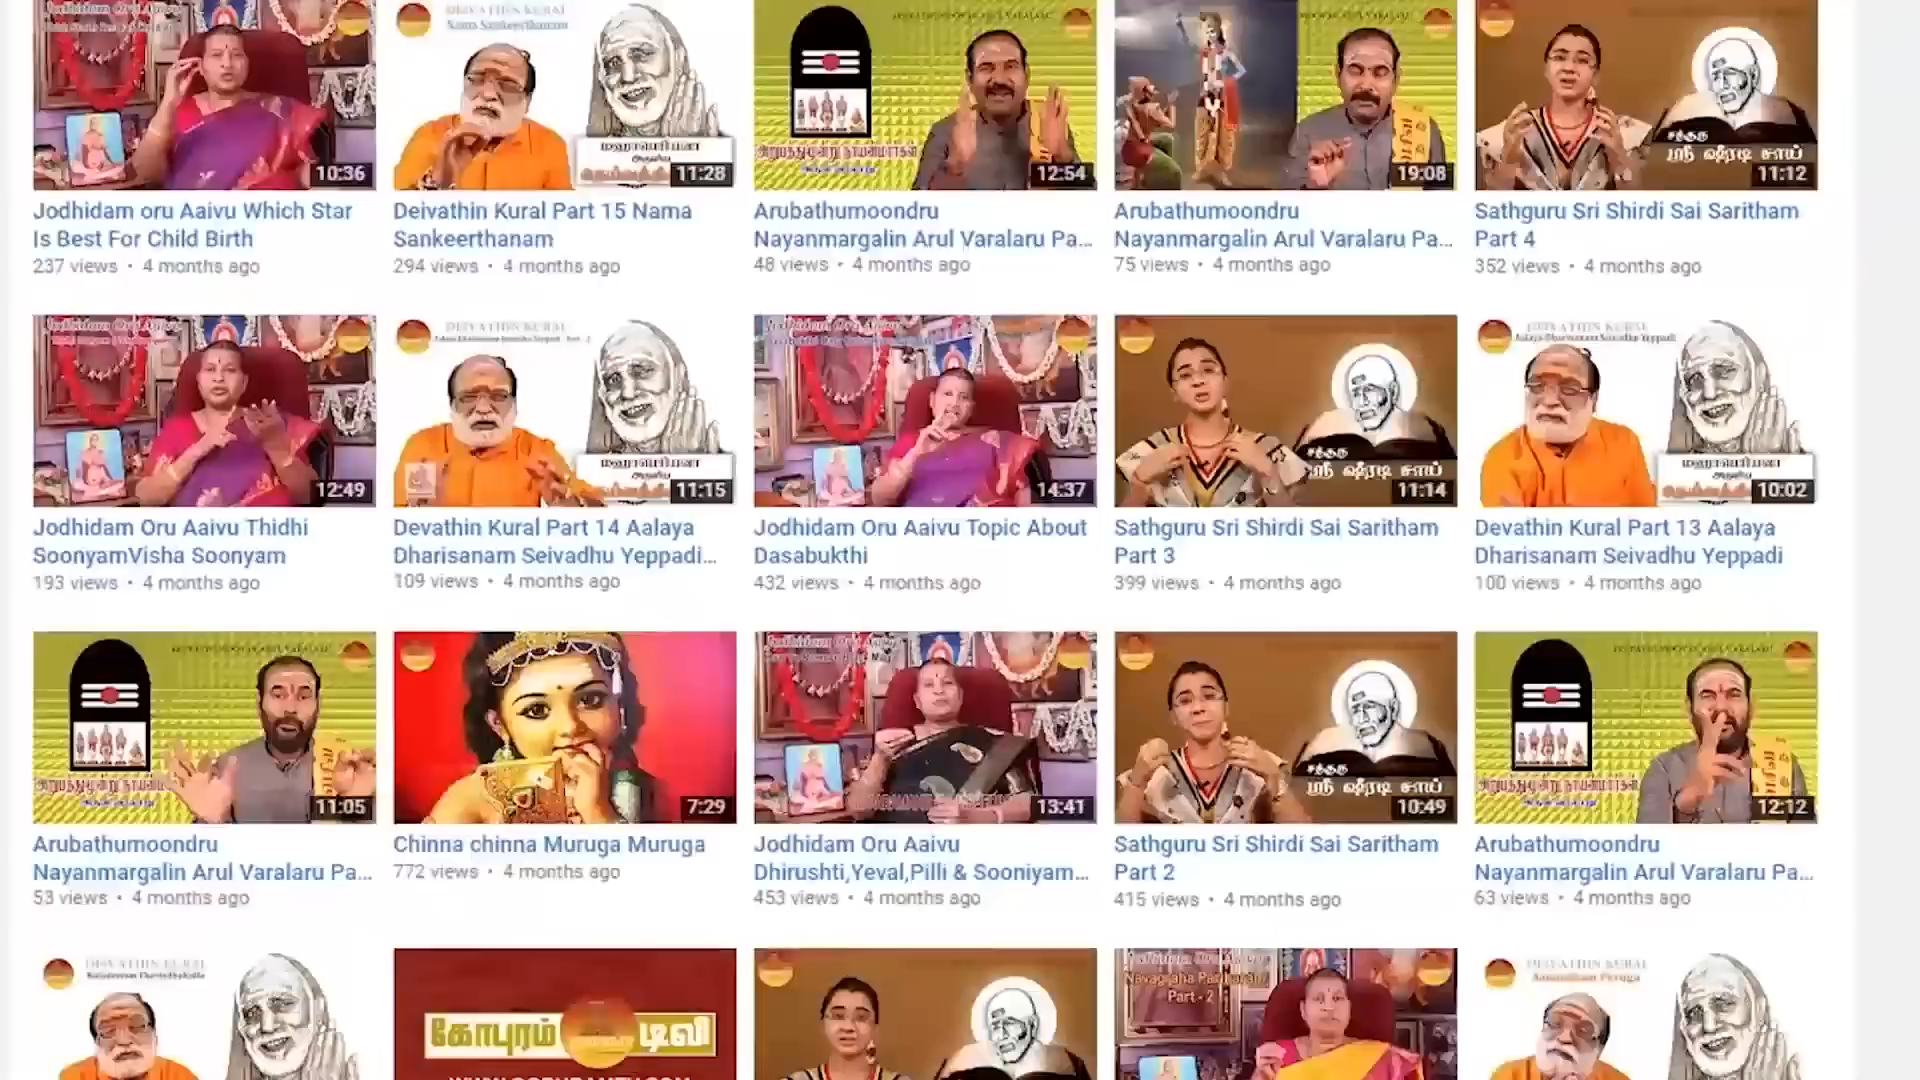 10:36
11:28
12:54
19:08
11:12
Jodhidam oru Aaivu Which Star
Is Best For Child Birth
237 views • 4 months ago
Deivathin Kural Part 15 Nama
Sankeerthanam
294 views • 4 months ago
Arubathumoondru
Nayanmargalin Arul Varalaru Pa...
48 views • 4 months ago
Arubathumoondru
Nayanmargalin Arul Varalaru Pa...
75 views • 4 months ago
Sathguru Sri Shirdi Sai Saritham
Part 4
352 views • 4 months ago
12:49
11:15
14:37
11:14
10:02
Jodhidam Oru Aaivu Thidhi
SoonyamVisha Soonyam
193 views • 4 months ago
Devathin Kural Part 14 Aalaya
Dharisanam Seivadhu Yeppadi...
109 views • 4 months ago
Jodhidam Oru Aaivu Topic About
Dasabukthi
432 views • 4 months ago
Sathguru Sri Shirdi Sai Saritham
Part 3
399 views • 4 months ago
Devathin Kural Part 13 Aalaya
Dharisanam Seivadhu Yeppadi
100 views • 4 months ago
11:05
7:29
13:41
10:49
12:12
Arubathumoondru
Nayanmargalin Arul Varalaru Pa...
53 views • 4 months ago
Chinna chinna Muruga Muruga
772 views • 4 months ago
Jodhidam Oru Aaivu
Dhirushti,Yeval,Pilli & Sooniyam...
453 views • 4 months ago
Sathguru Sri Shirdi Sai Saritham
Part 2
415 views • 4 months ago
Arubathumoondru
Nayanmargalin Arul Varalaru Pa...
63 views • 4 months ago
கோபுரம் டிவி
Part - 2